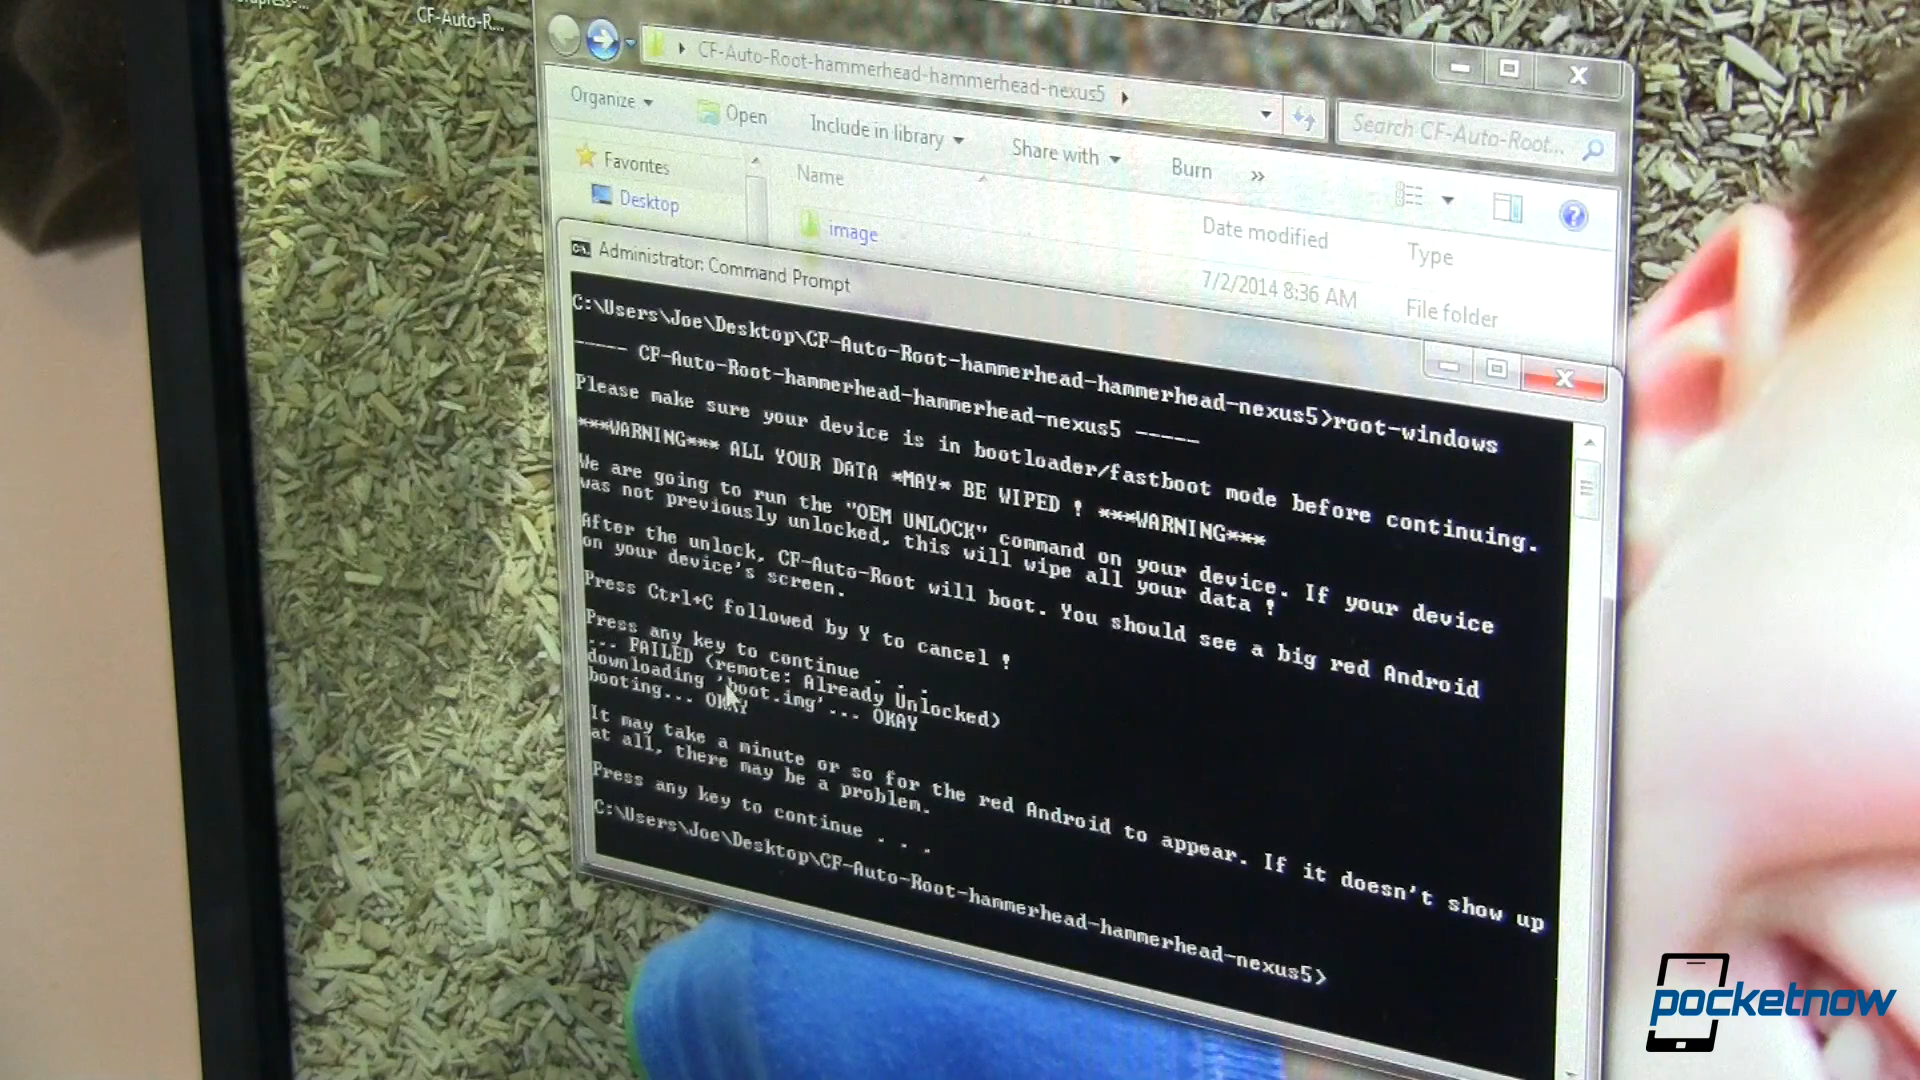 CF-Auto-R...
CF-Auto-Root-hammerhead-hammerhead-nexus5
Search CF-Auto-Root...
Organize
Open
Include in library
Share with
Burn
»
Favorites
Name
Date modified
Type
Desktop
image
7/2/2014 8:36 AM
File folder
Administrator: Command Prompt
C:\Users\Joe\Desktop\CF-Auto-Root-hammerhead-hammerhead-nexus5>root-windows
----- CF-Auto-Root-hammerhead-hammerhead-nexus5 -----
Please make sure your device is in bootloader/fastboot mode before continuing.
***WARNING*** ALL YOUR DATA *MAY* BE WIPED ! ***WARNING***
We are going to run the "OEM UNLOCK" command on your device. If your device
was not previously unlocked, this will wipe all your data !
After the unlock, CF-Auto-Root will boot. You should see a big red Android
on your device's screen.
Press Ctrl+C followed by Y to cancel !
Press any key to continue . . .
... FAILED (remote: Already Unlocked)
downloading 'boot.img'... OKAY
booting... OKAY
It may take a minute or so for the red Android to appear. If it doesn't show up
at all, there may be a problem.
Press any key to continue . . .
C:\Users\Joe\Desktop\CF-Auto-Root-hammerhead-hammerhead-nexus5>
pocketnow